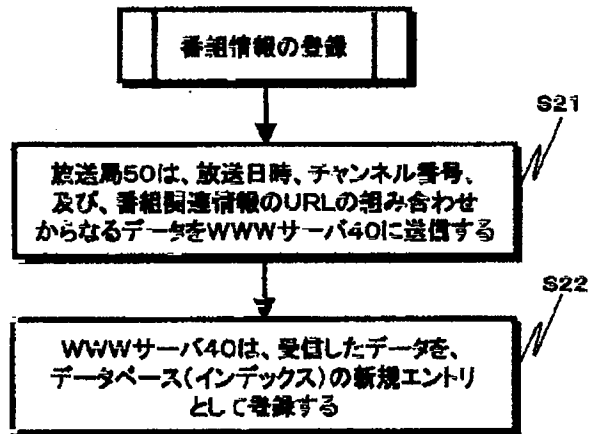 番組情報の登録
S21
放送局50は、放送日時、チャンネル番号、
及び、番組関連情報のURLの組み合わせ
からなるデータをWWWサーバ40に送信する
S22
WWWサーバ40は、受信したデータを、
データベース(インデックス)の新規エントリ
として登録する